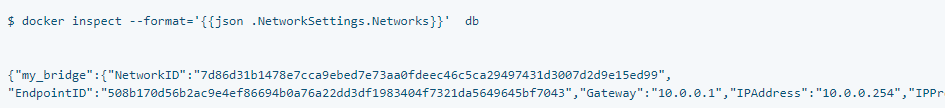 $ docker inspect --format='{{json .NetworkSettings.Networks}}'  db
{"my_bridge":{"NetworkID":"7d86d31b1478e7cca9ebed7e73aa0fdeec46c5ca29497431d3007d2d9e15ed99",
"EndpointID":"508b170d56b2ac9e4ef86694b0a76a22dd3df1983404f7321da5649645bf7043","Gateway":"10.0.0.1","IPAddress":"10.0.0.254","IPPr